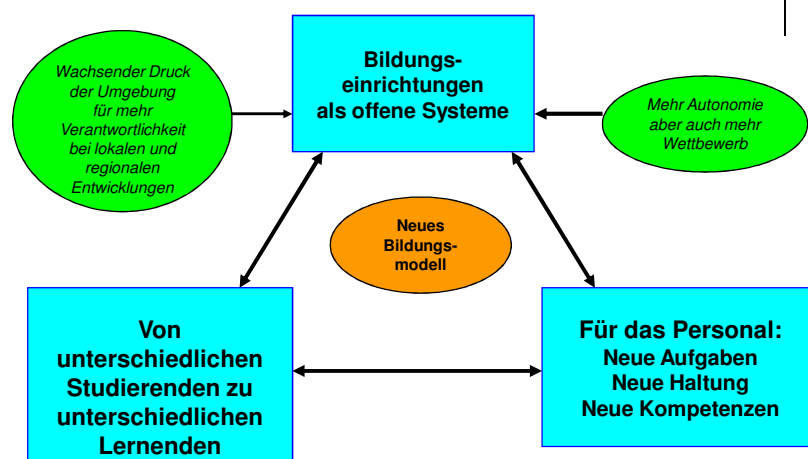 Bildungs-
einrichtungen
als offene Systeme
Wachsender Druck
der Umgebung
für mehr
Verantwortlichkeit
bei lokalen und
regionalen
Entwicklungen
Mehr Autonomie
aber auch mehr
Wettbewerb
Neues
Bildungs-
modell
Von
unterschiedlichen
Studierenden zu
unterschiedlichen
Lernenden
Für das Personal:
Neue Aufgaben
Neue Haltung
Neue Kompetenzen